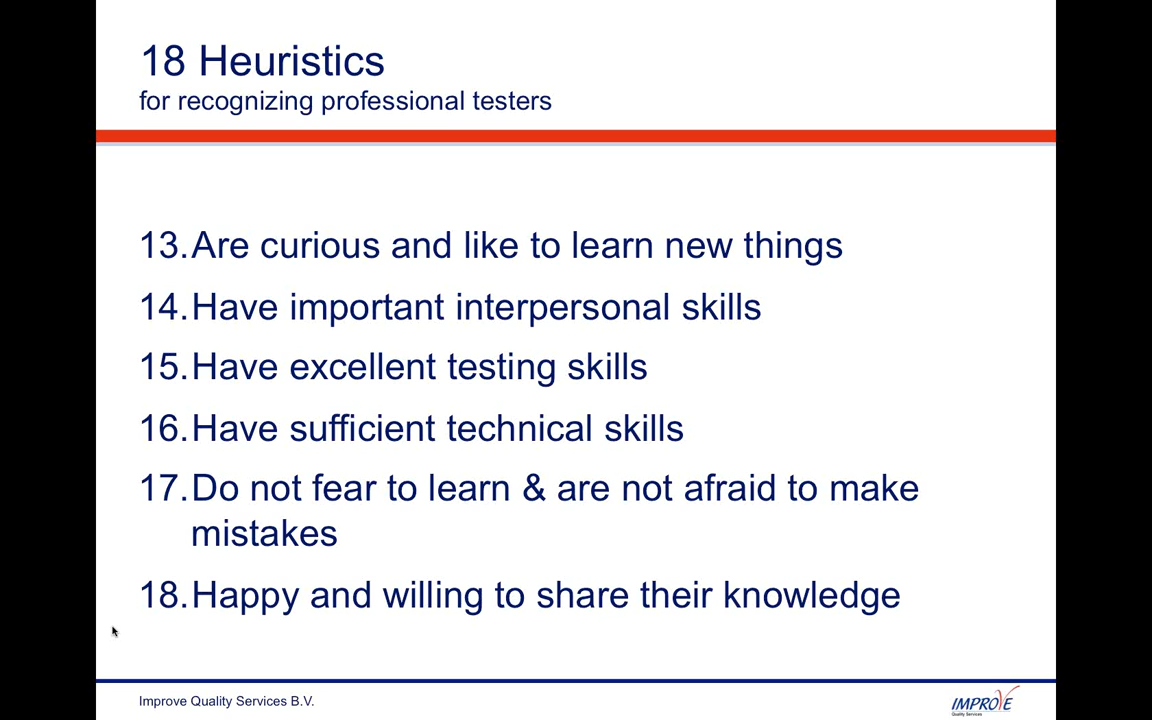 18 Heuristics
for recognizing professional testers
13. Are curious and like to learn new things
14. Have important interpersonal skills
15. Have excellent testing skills
16. Have sufficient technical skills
17. Do not fear to learn & are not afraid to make
mistakes
18. Happy and willing to share their knowledge
Improve Quality Services B.V.
IMPROVE
Quality Services